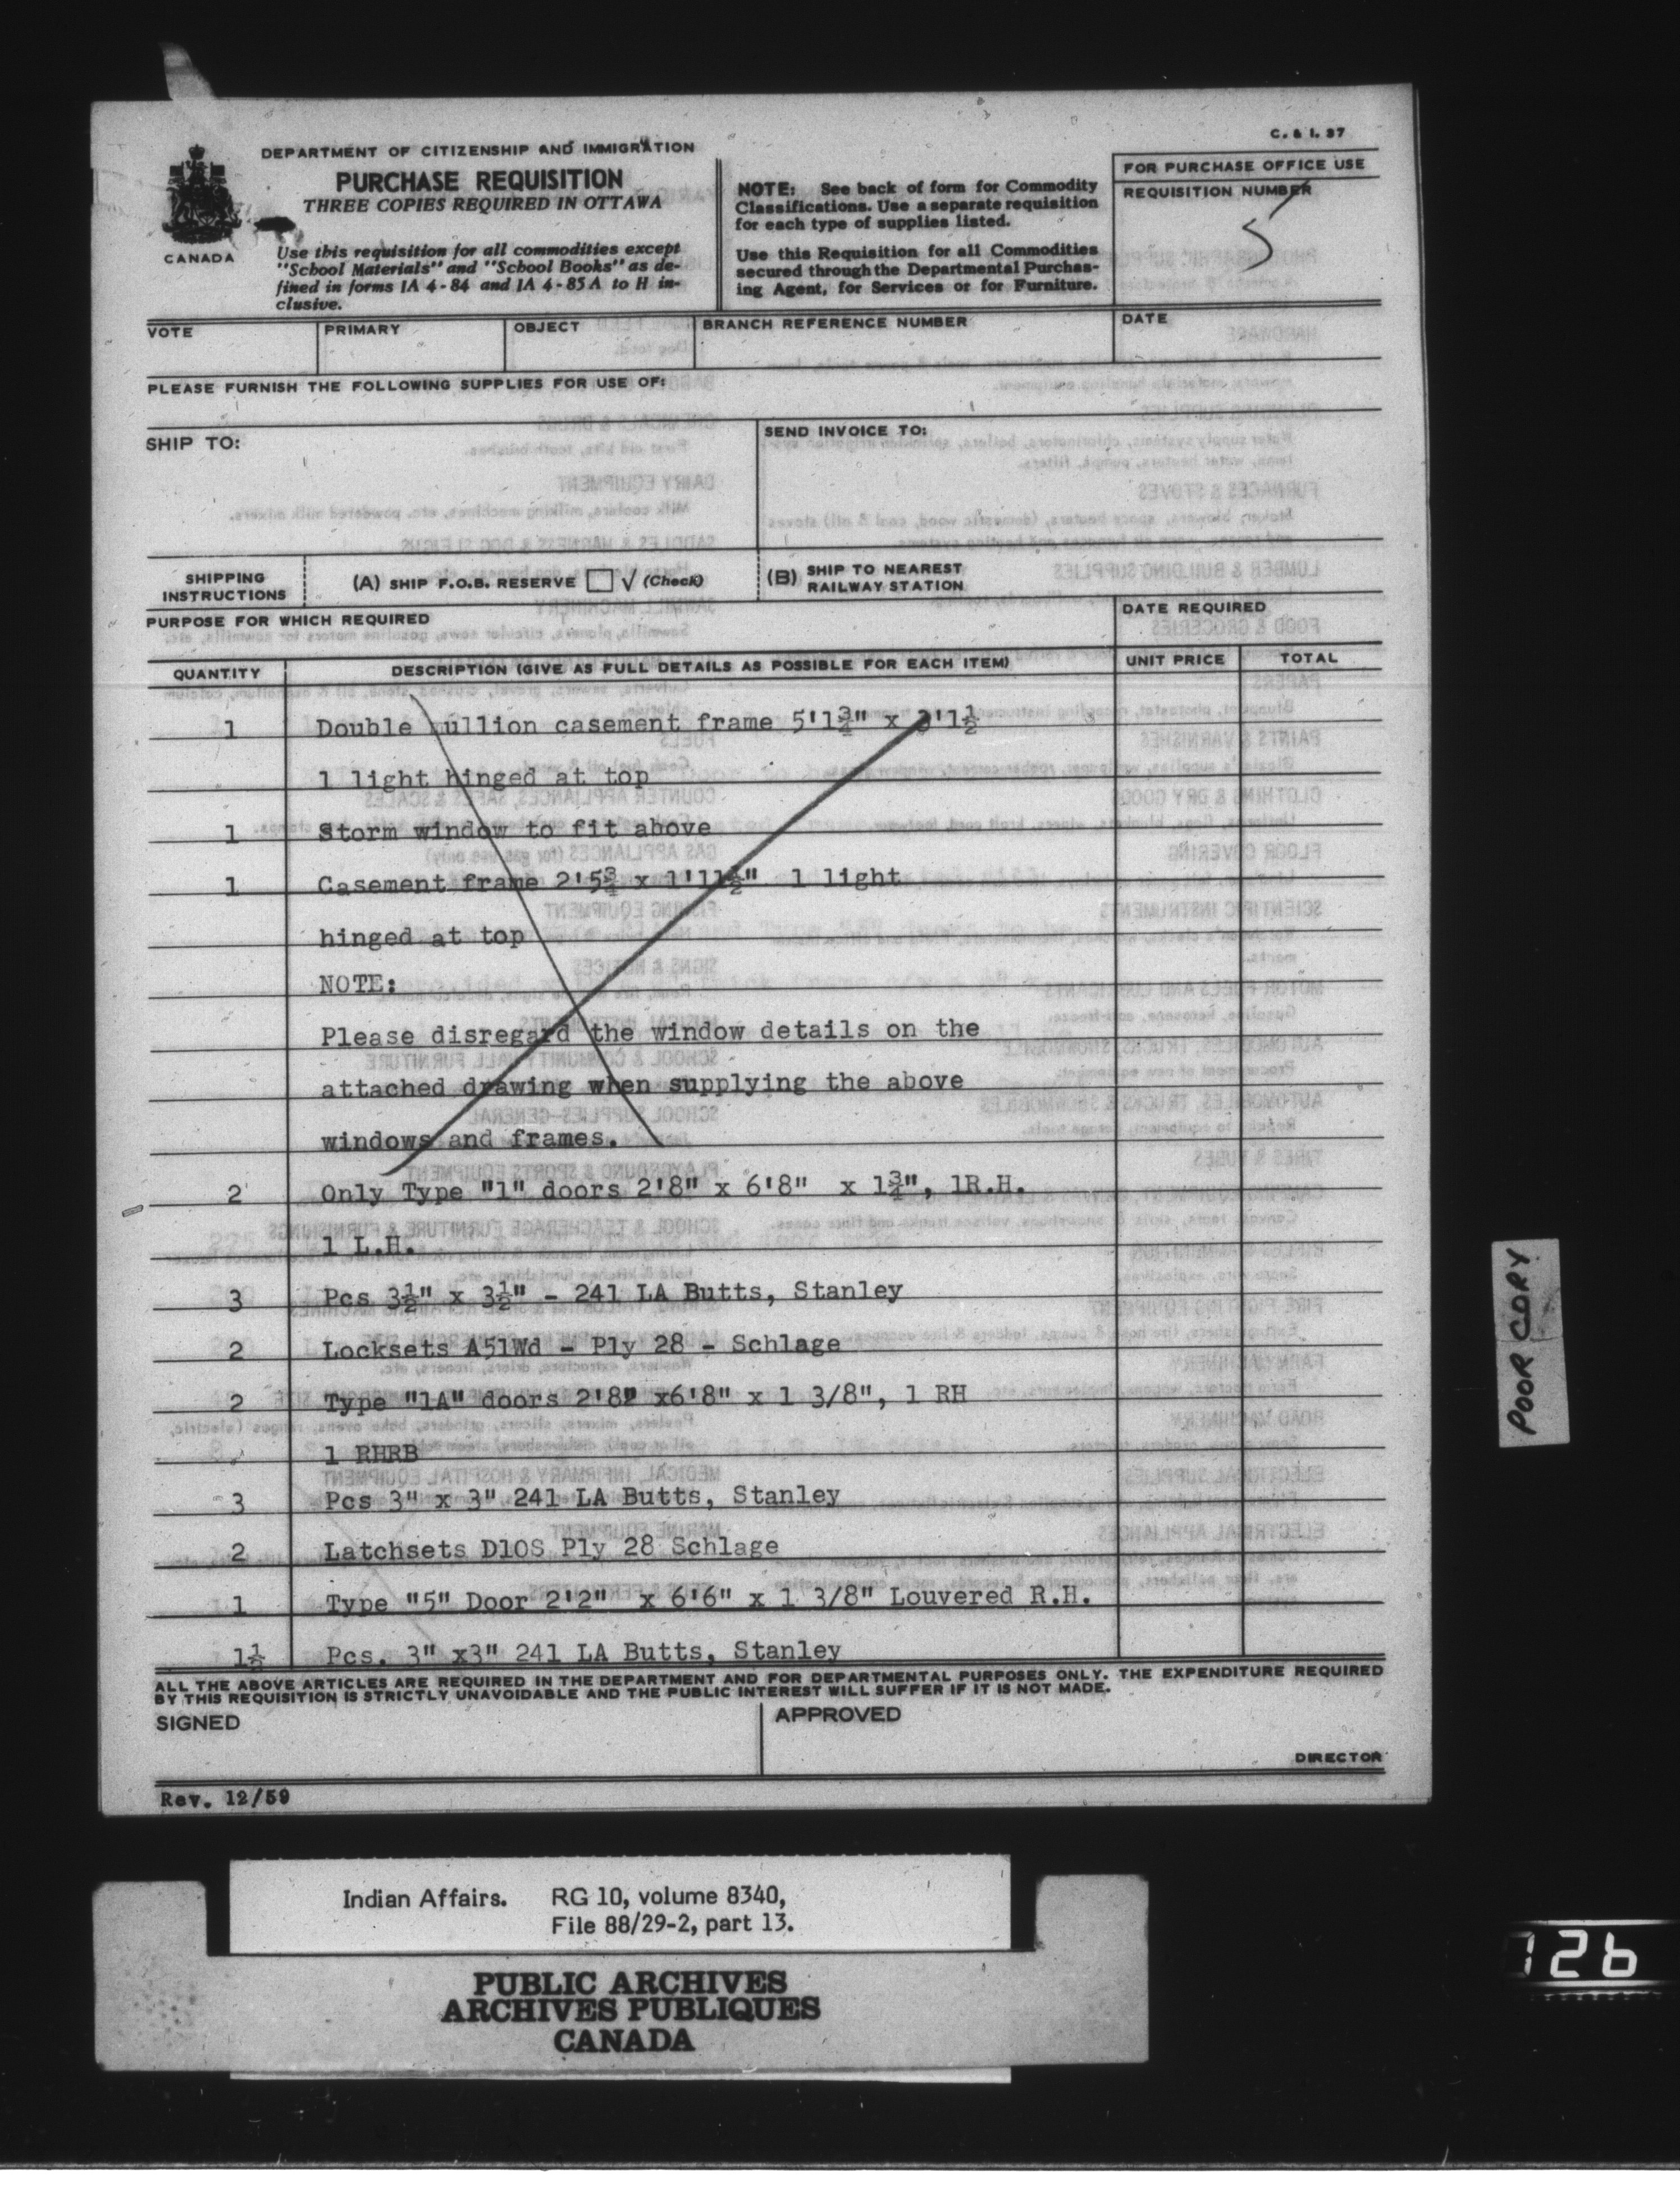 C. & I. 37
DEPARTMENT OF CITIZENSHIP AND IMMIGRATION
PURCHASE REQUISITION
THREE COPIES REQUIRED IN OTTAWA
CANADA
Use this requisition for all commodities except
"School Materials" and "School Books" as de-
fined in forms IA 4-84 and IA 4-85A to H in-
clusive.
NOTE: See back of form for Commodity
Classifications. Use a separate requisition
for each type of supplies listed.
Use this Requisition for all Commodities
secured through the Departmental Purchas-
ing Agent, for Services or for Furniture.
FOR PURCHASE OFFICE USE
REQUISITION NUMBER
5
VOTE PRIMARY OBJECT BRANCH REFERENCE NUMBER DATE
PLEASE FURNISH THE FOLLOWING SUPPLIES FOR USE OF:
SHIP TO: SEND INVOICE TO:
SHIPPING INSTRUCTIONS (A) SHIP F.O.B. RESERVE ☐ √ (Check) (B) SHIP TO NEAREST RAILWAY STATION
PURPOSE FOR WHICH REQUIRED DATE REQUIRED
QUANTITY DESCRIPTION (GIVE AS FULL DETAILS AS POSSIBLE FOR EACH ITEM) UNIT PRICE TOTAL
1 Double ullion casement frame 5'1¾" x 3'1½
1 light hinged at top
1 Storm window to fit above
1 Casement frame 2'5¾ x 1'11½" 1 light
hinged at top
NOTE:
Please disregard the window details on the
attached drawing when supplying the above
windows and frames.
2 Only Type "1" doors 2'8" x 6'8" x 1¾", 1R.H.
1 L.H.
3 Pcs 3½" x 3½" - 241 LA Butts, Stanley
2 Locksets A51Wd - Ply 28 - Schlage
2 Type "1A" doors 2'8" x6'8" x 1 3/8", 1 RH
1 RHRB
3 Pcs 3" x 3" 241 LA Butts, Stanley
2 Latchsets D10S Ply 28 Schlage
1 Type "5" Door 2'2" x 6'6" x 1 3/8" Louvered R.H.
1½ Pcs. 3" x3" 241 LA Butts, Stanley
ALL THE ABOVE ARTICLES ARE REQUIRED IN THE DEPARTMENT AND FOR DEPARTMENTAL PURPOSES ONLY. THE EXPENDITURE REQUIRED
BY THIS REQUISITION IS STRICTLY UNAVOIDABLE AND THE PUBLIC INTEREST WILL SUFFER IF IT IS NOT MADE.
SIGNED APPROVED
DIRECTOR
Rev. 12/59
POOR COPY
Indian Affairs. RG 10, volume 8340,
File 88/29-2, part 13.
PUBLIC ARCHIVES
ARCHIVES PUBLIQUES
CANADA
126